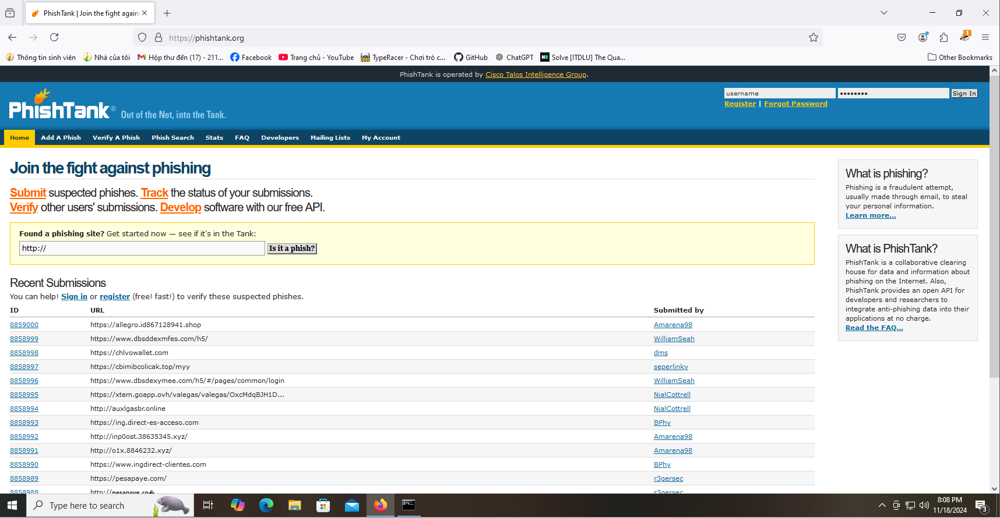 PhishTank | Join the fight agains
https://phishtank.org
1
Thông tin sinh viên
Nhà của tôi
Hộp thư đến (17) - 211...
Facebook
Trang chủ - YouTube
TypeRacer - Chơi trò c...
GitHub
ChatGPT
Solve [ITDLU] The Qua...
Other Bookmarks
PhishTank is operated by Cisco Talos Intelligence Group.
PhishTank® Out of the Net, into the Tank.
username
••••••••
Sign In
Register | Forgot Password
Home Add A Phish Verify A Phish Phish Search Stats FAQ Developers Mailing Lists My Account
Join the fight against phishing
Submit suspected phishes. Track the status of your submissions.
Verify other users' submissions. Develop software with our free API.
Found a phishing site? Get started now — see if it's in the Tank:
http://
Is it a phish?
Recent Submissions
You can help! Sign in or register (free! fast!) to verify these suspected phishes.
ID URL Submitted by
8859000 https://allegro.id867128941.shop Amarena98
8858999 https://www.dbsddexmfes.com/h5/ WilliamSeah
8858998 https://chlvowallet.com dms
8858997 https://cbimibcolicak.top/myy seperlinky
8858996 https://www.dbsdexymee.com/h5/#/pages/common/login WilliamSeah
8858995 https://xtem.goapp.ovh/valegas/valegas/OxcMdqBJH1D... NialCottrell
8858994 http://auxlgasbr.online NialCottrell
8858993 https://ing.direct-es-acceso.com BPhy
8858992 http://inp0ost.38635345.xyz/ Amarena98
8858991 http://o1x.8846232.xyz/ Amarena98
8858990 https://www.ingdirect-clientes.com BPhy
8858989 https://pesapaye.com/ r3gersec
8858988 http://pesapaye.co� r3gersec
What is phishing?
Phishing is a fraudulent attempt,
usually made through email, to steal
your personal information.
Learn more...
What is PhishTank?
PhishTank is a collaborative clearing
house for data and information about
phishing on the Internet. Also,
PhishTank provides an open API for
developers and researchers to
integrate anti-phishing data into their
applications at no charge.
Read the FAQ...
Type here to search
8:08 PM
11/18/2024
3